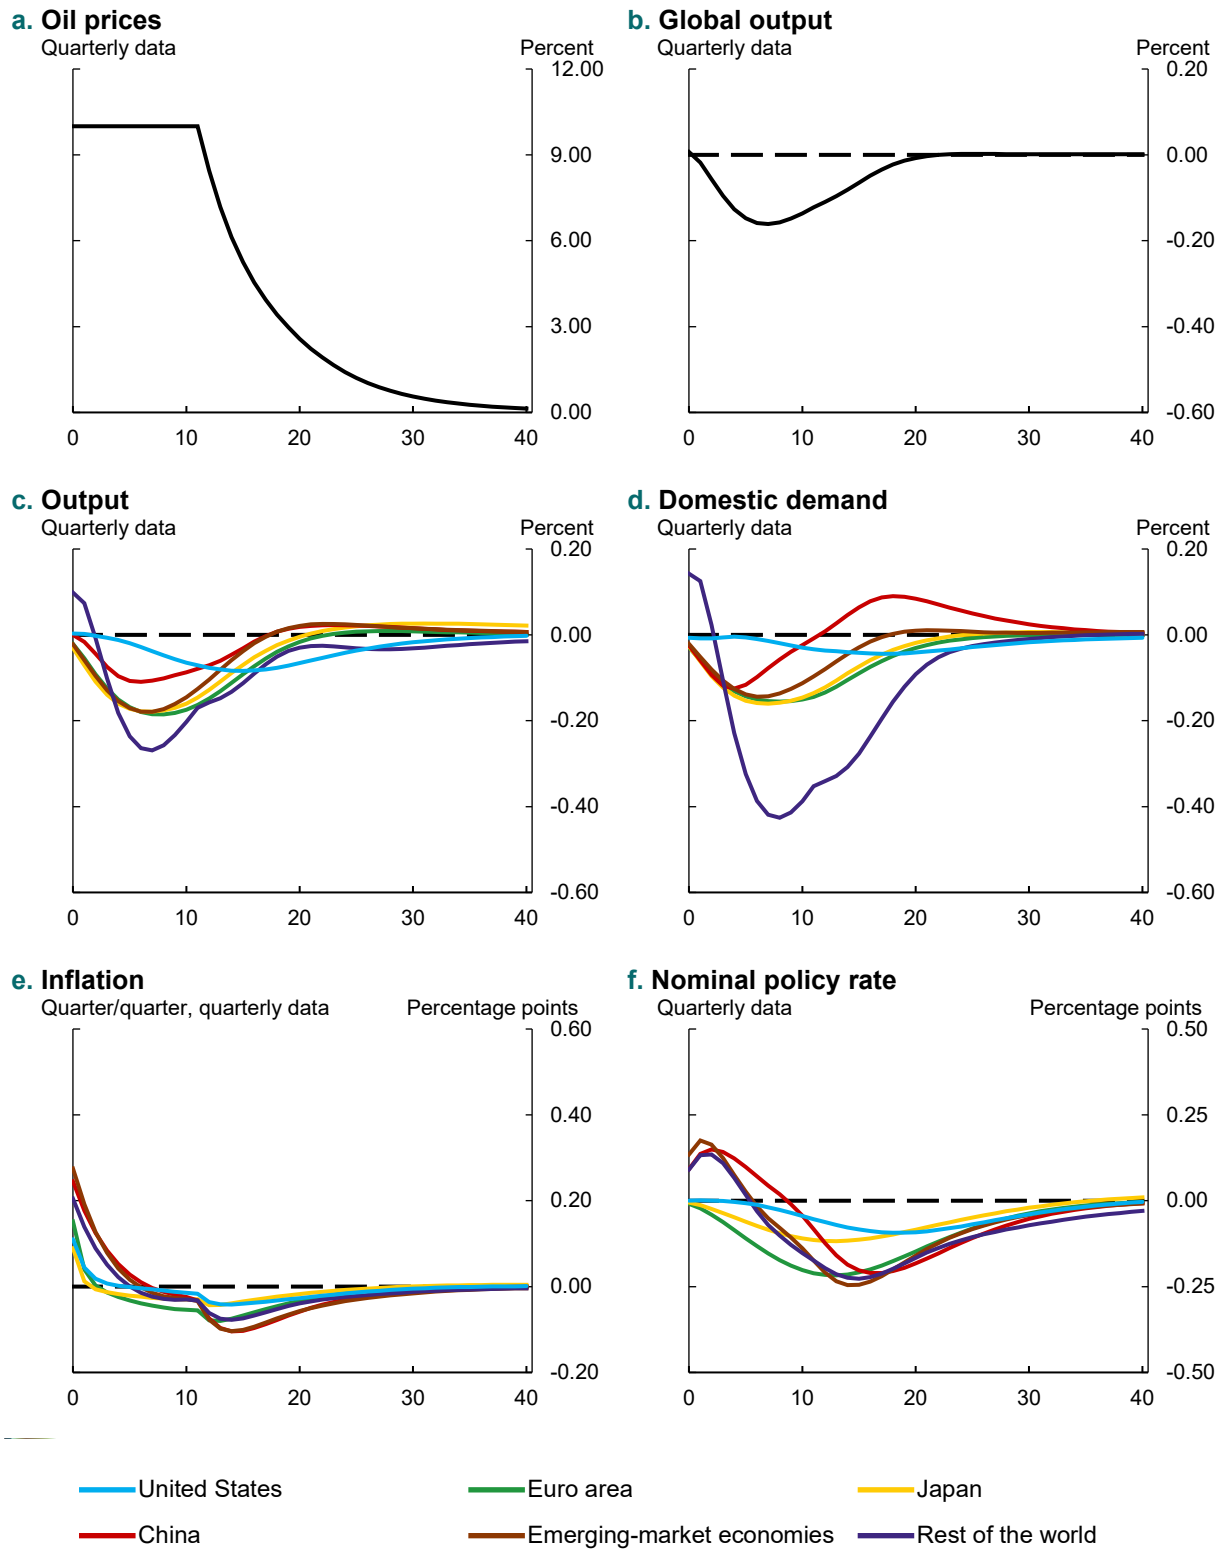 a. Oil prices
Quarterly data Percent
12.00
9.00
6.00
3.00
0.00
0 10 20 30 40
b. Global output
Quarterly data Percent
0.20
0.00
-0.20
-0.40
-0.60
0 10 20 30 40
c. Output
Quarterly data Percent
0.20
0.00
-0.20
-0.40
-0.60
0 10 20 30 40
d. Domestic demand
Quarterly data Percent
0.20
0.00
-0.20
-0.40
-0.60
0 10 20 30 40
e. Inflation
Quarter/quarter, quarterly data Percentage points
0.60
0.40
0.20
0.00
-0.20
0 10 20 30 40
f. Nominal policy rate
Quarterly data Percentage points
0.50
0.25
0.00
-0.25
-0.50
0 10 20 30 40
United States Euro area Japan
China Emerging-market economies Rest of the world